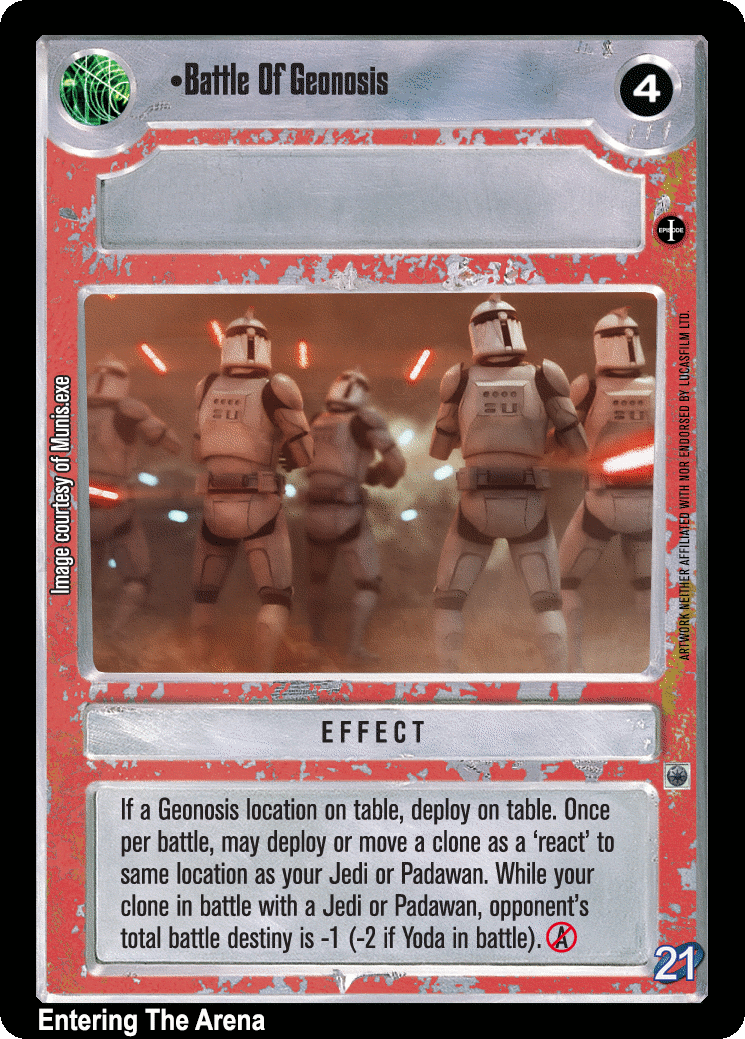 •Battle Of Geonosis
4
EPISODE
I
Image courtesy of Munis.exe
ARTWORK NEITHER AFFILIATED WITH NOR ENDORSED BY LUCASFILM LTD.
EFFECT
If a Geonosis location on table, deploy on table. Once
per battle, may deploy or move a clone as a ‘react’ to
same location as your Jedi or Padawan. While your
clone in battle with a Jedi or Padawan, opponent’s
total battle destiny is -1 (-2 if Yoda in battle). A
21
Entering The Arena